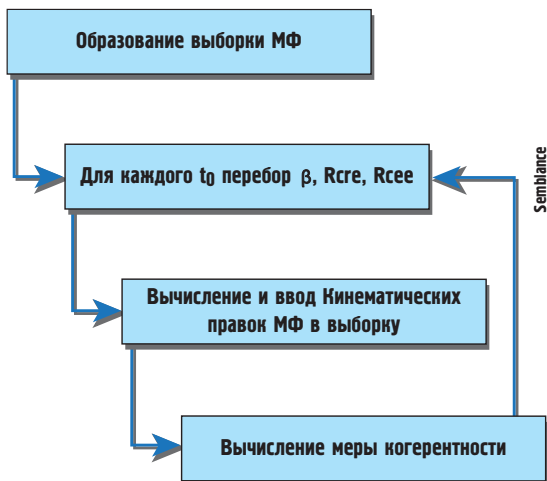 Образование выборки МФ
Для каждого t0 перебор β, Rcre, Rcee
Semblance
Вычисление и ввод Кинематических
правок МФ в выборку
Вычисление меры когерентности